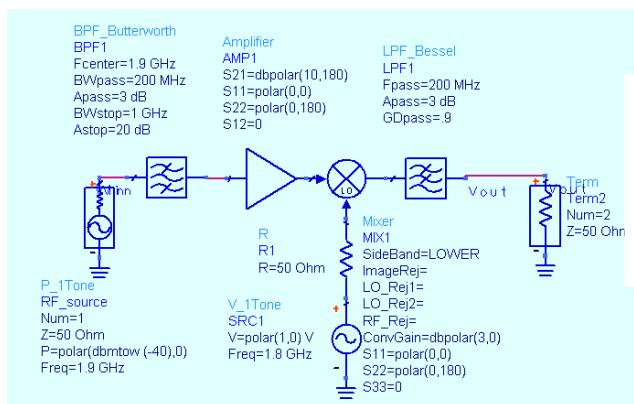 BPF_Butterworth
BPF1
Fcenter=1.9 GHz
BWpass=200 MHz
Apass=3 dB
BWstop=1 GHz
Astop=20 dB
Amplifier
AMP1
S21=dbpolar(10,180)
S11=polar(0,0)
S22=polar(0,180)
S12=0
LPF_Bessel
LPF1
Fpass=200 MHz
Apass=3 dB
GDpass=.9
LO
Vout
Term
Term2
Num=2
Z=50 Ohm
R
R1
R=50 Ohm
Mixer
MIX1
SideBand=LOWER
ImageRej=
LO_Rej1=
LO_Rej2=
RF_Rej=
ConvGain=dbpolar(3,0)
S11=polar(0,0)
S22=polar(0,180)
S33=0
P_1Tone
RF_source
Num=1
Z=50 Ohm
P=polar(dbmtow (-40),0)
Freq=1.9 GHz
V_1Tone
SRC1
V=polar(1,0) V
Freq=1.8 GHz